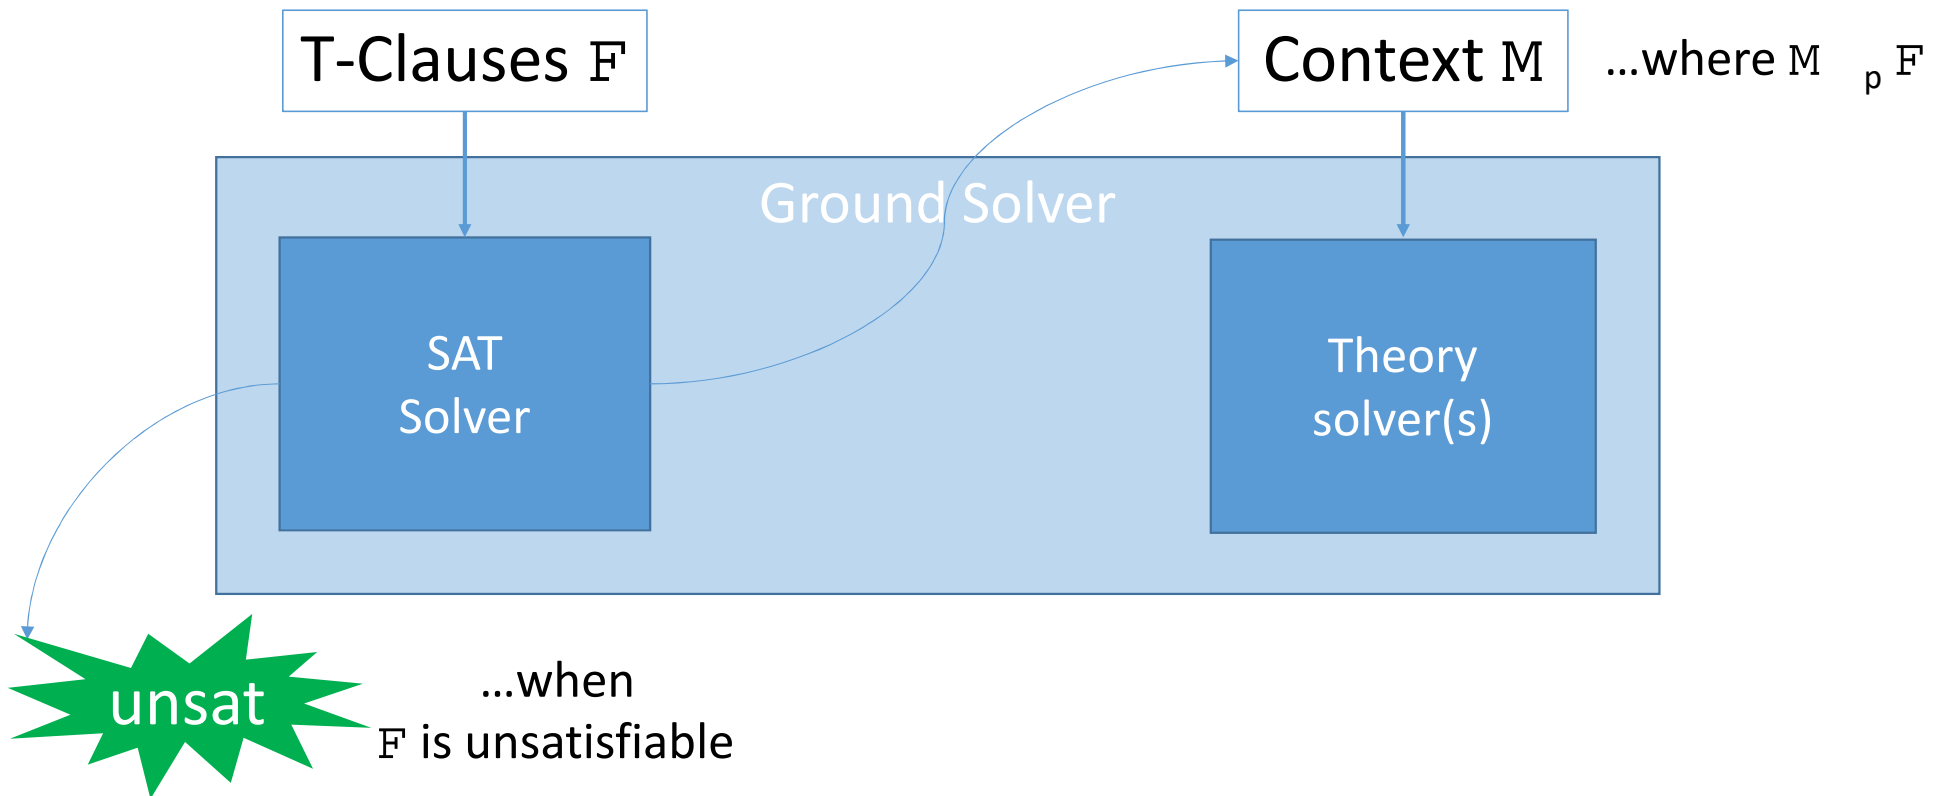 T-Clauses F
Context M
...where M p F
Ground Solver
SAT
Solver
Theory
solver(s)
unsat
...when
F is unsatisfiable